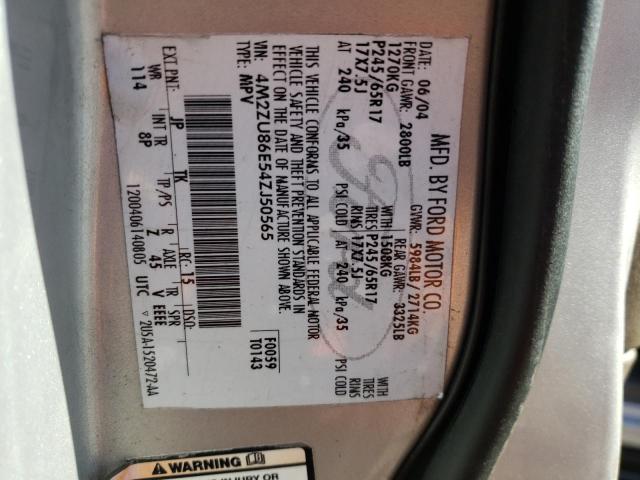 MFD. BY FORD MOTOR CO.
DATE: 06/04 GVWR: 5984LB/2714KG
FRONT GAWR: 2800LB REAR GAWR: 3325LB
1270KG WITH 1508KG WITH
P245/65R17 TIRES P245/65R17 TIRES
17X7.5J RIMS 17X7.5J RIMS
AT 240 kPa/35 PSI COLD AT 240 kPa/35 PSI COLD
THIS VEHICLE CONFORMS TO ALL APPLICABLE FEDERAL MOTOR
VEHICLE SAFETY AND THEFT PREVENTION STANDARDS IN
EFFECT ON THE DATE OF MANUFACTURE SHOWN ABOVE.
VIN: 4M2ZU86E54ZJ50565 F0059
TYPE: MPV T0143
EXT PNT: JP TK RC: 15 DSO:
WB INT TR TP/PS R AXLE TR SPR
114 8P Z 45 V EEEE
1200406140805 UTC 2U5A-1520472-AA
WARNING
INJURY OR